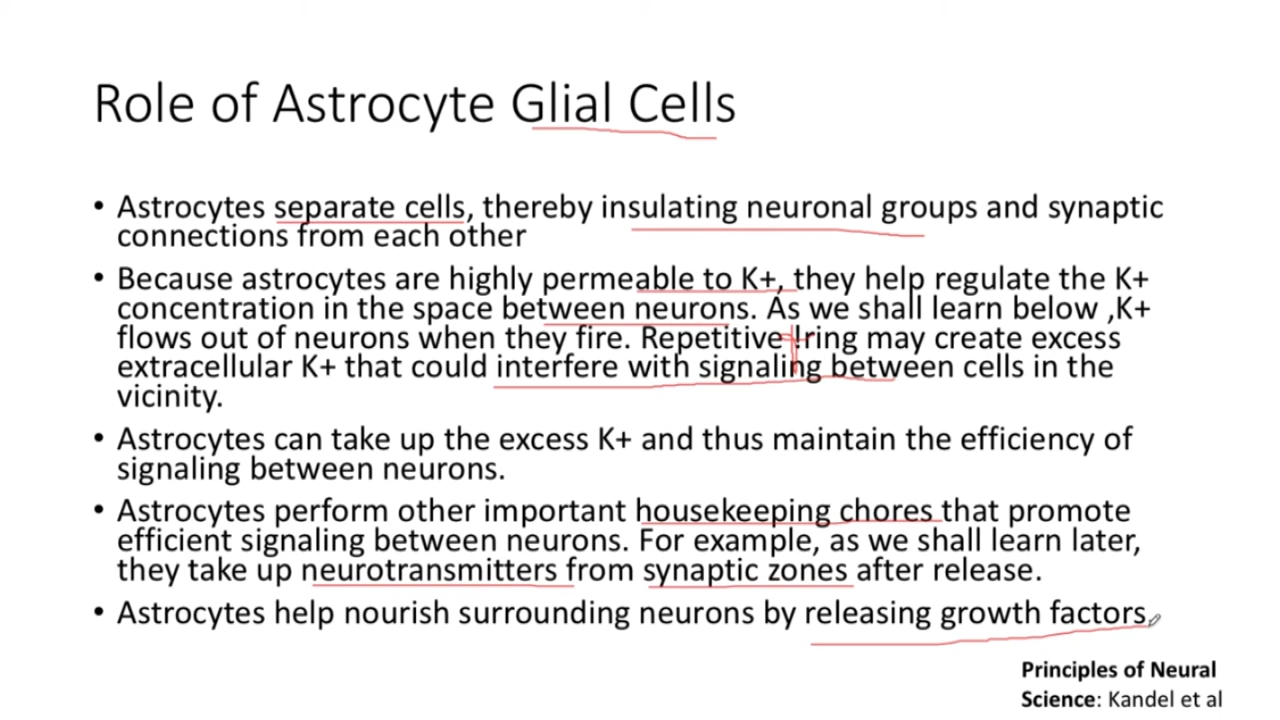 Role of Astrocyte Glial Cells
• Astrocytes separate cells, thereby insulating neuronal groups and synaptic
connections from each other
• Because astrocytes are highly permeable to K+, they help regulate the K+
concentration in the space between neurons. As we shall learn below ,K+
flows out of neurons when they fire. Repetitive !ring may create excess
extracellular K+ that could interfere with signaling between cells in the
vicinity.
• Astrocytes can take up the excess K+ and thus maintain the efficiency of
signaling between neurons.
• Astrocytes perform other important housekeeping chores that promote
efficient signaling between neurons. For example, as we shall learn later,
they take up neurotransmitters from synaptic zones after release.
• Astrocytes help nourish surrounding neurons by releasing growth factors.
Principles of Neural
Science: Kandel et al